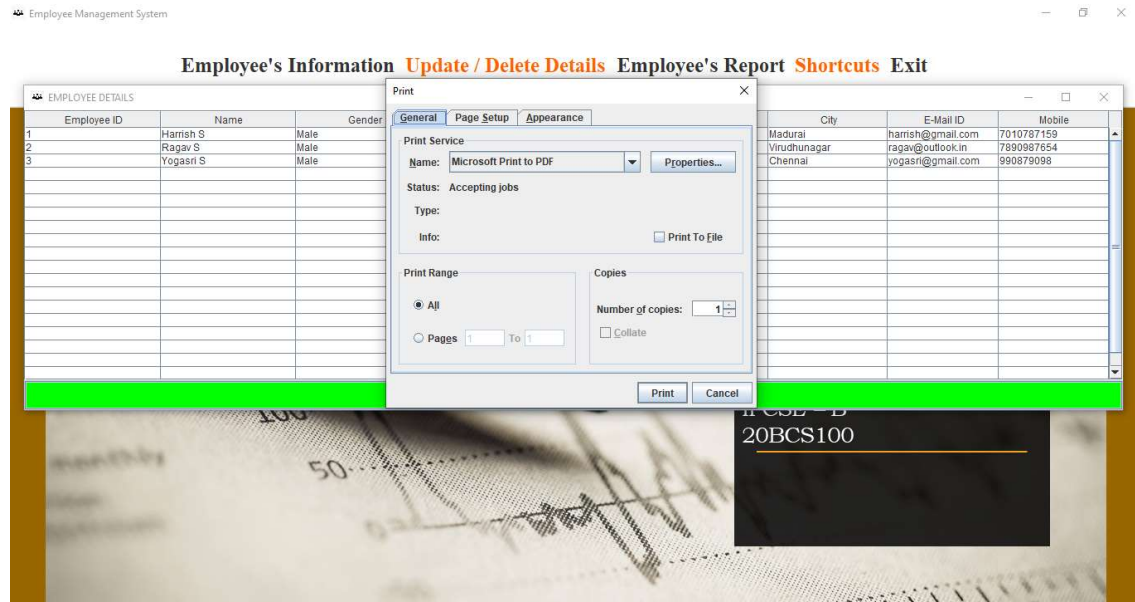 Employee Management System
Employee's Information Update / Delete Details Employee's Report Shortcuts Exit
EMPLOYEE DETAILS
Employee ID Name Gender City E-Mail ID Mobile
1 Harrish S Male Madurai harrish@gmail.com 7010787159
2 Ragav S Male Virudhunagar ragav@outlook.in 7890987654
3 Yogasri S Male Chennai yogasri@gmail.com 990879098
Print
General Page Setup Appearance
Print Service
Name: Microsoft Print to PDF Properties...
Status: Accepting jobs
Type:
Info: Print To File
Print Range
All
Pages 1 To 1
Copies
Number of copies: 1
Collate
Print Cancel
20BCS100
100
monthly
50
0